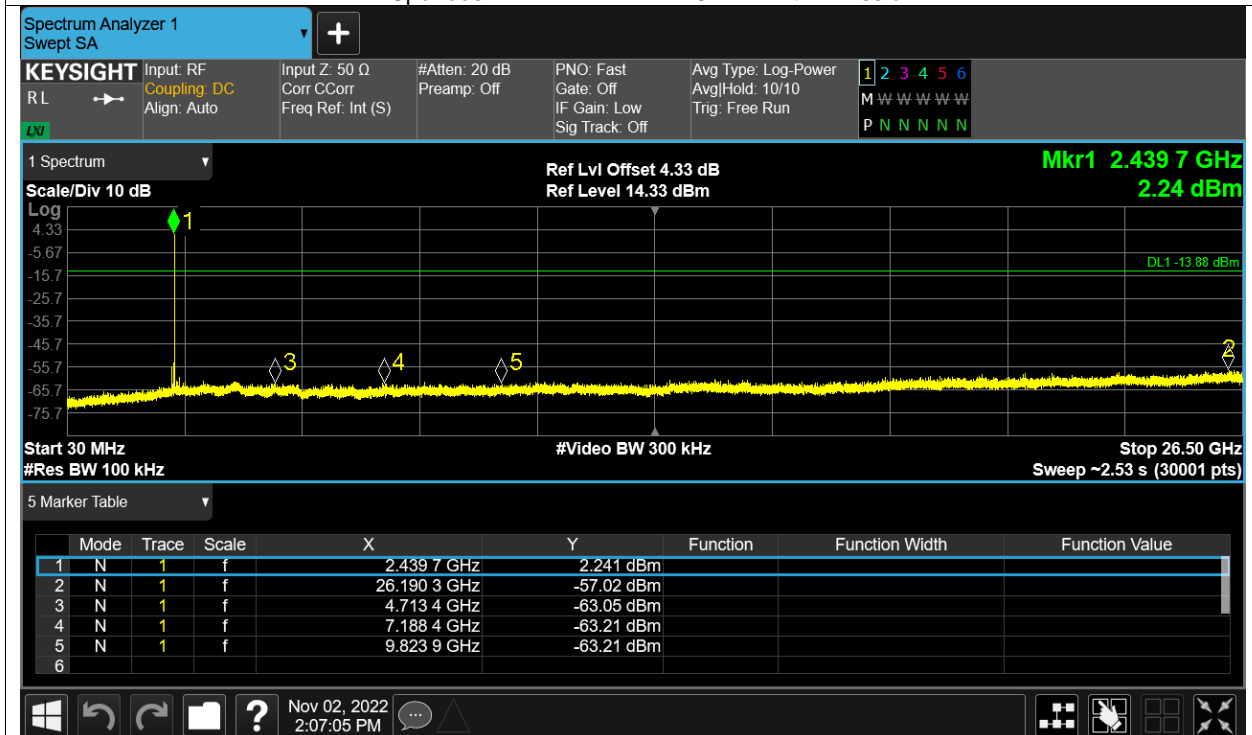 Spectrum Analyzer 1
Swept SA
+
KEYSIGHT Input: RF Input Z: 50 Ω #Atten: 20 dB PNO: Fast Avg Type: Log-Power 1 2 3 4 5 6
R L Coupling: DC Corr CCorr Preamp: Off Gate: Off Avg|Hold: 10/10 M W W W W W
Align: Auto Freq Ref: Int (S) IF Gain: Low Trig: Free Run
LXI Sig Track: Off P N N N N N N
1 Spectrum Ref Lvl Offset 4.33 dB Mkr1 2.439 7 GHz
Scale/Div 10 dB Ref Level 14.33 dBm 2.24 dBm
Log
1
4.33
-5.67
DL1 -13.88 dBm
-15.7
-25.7
-35.7
-45.7
2
3 4 5
-55.7
-65.7
-75.7
Start 30 MHz #Video BW 300 kHz Stop 26.50 GHz
#Res BW 100 kHz Sweep ~2.53 s (30001 pts)
5 Marker Table
Mode Trace Scale X Y Function Function Width Function Value
1 N 1 f 2.439 7 GHz 2.241 dBm
2 N 1 f 26.190 3 GHz -57.02 dBm
3 N 1 f 4.713 4 GHz -63.05 dBm
4 N 1 f 7.188 4 GHz -63.21 dBm
5 N 1 f 9.823 9 GHz -63.21 dBm
6
? Nov 02, 2022
2:07:05 PM